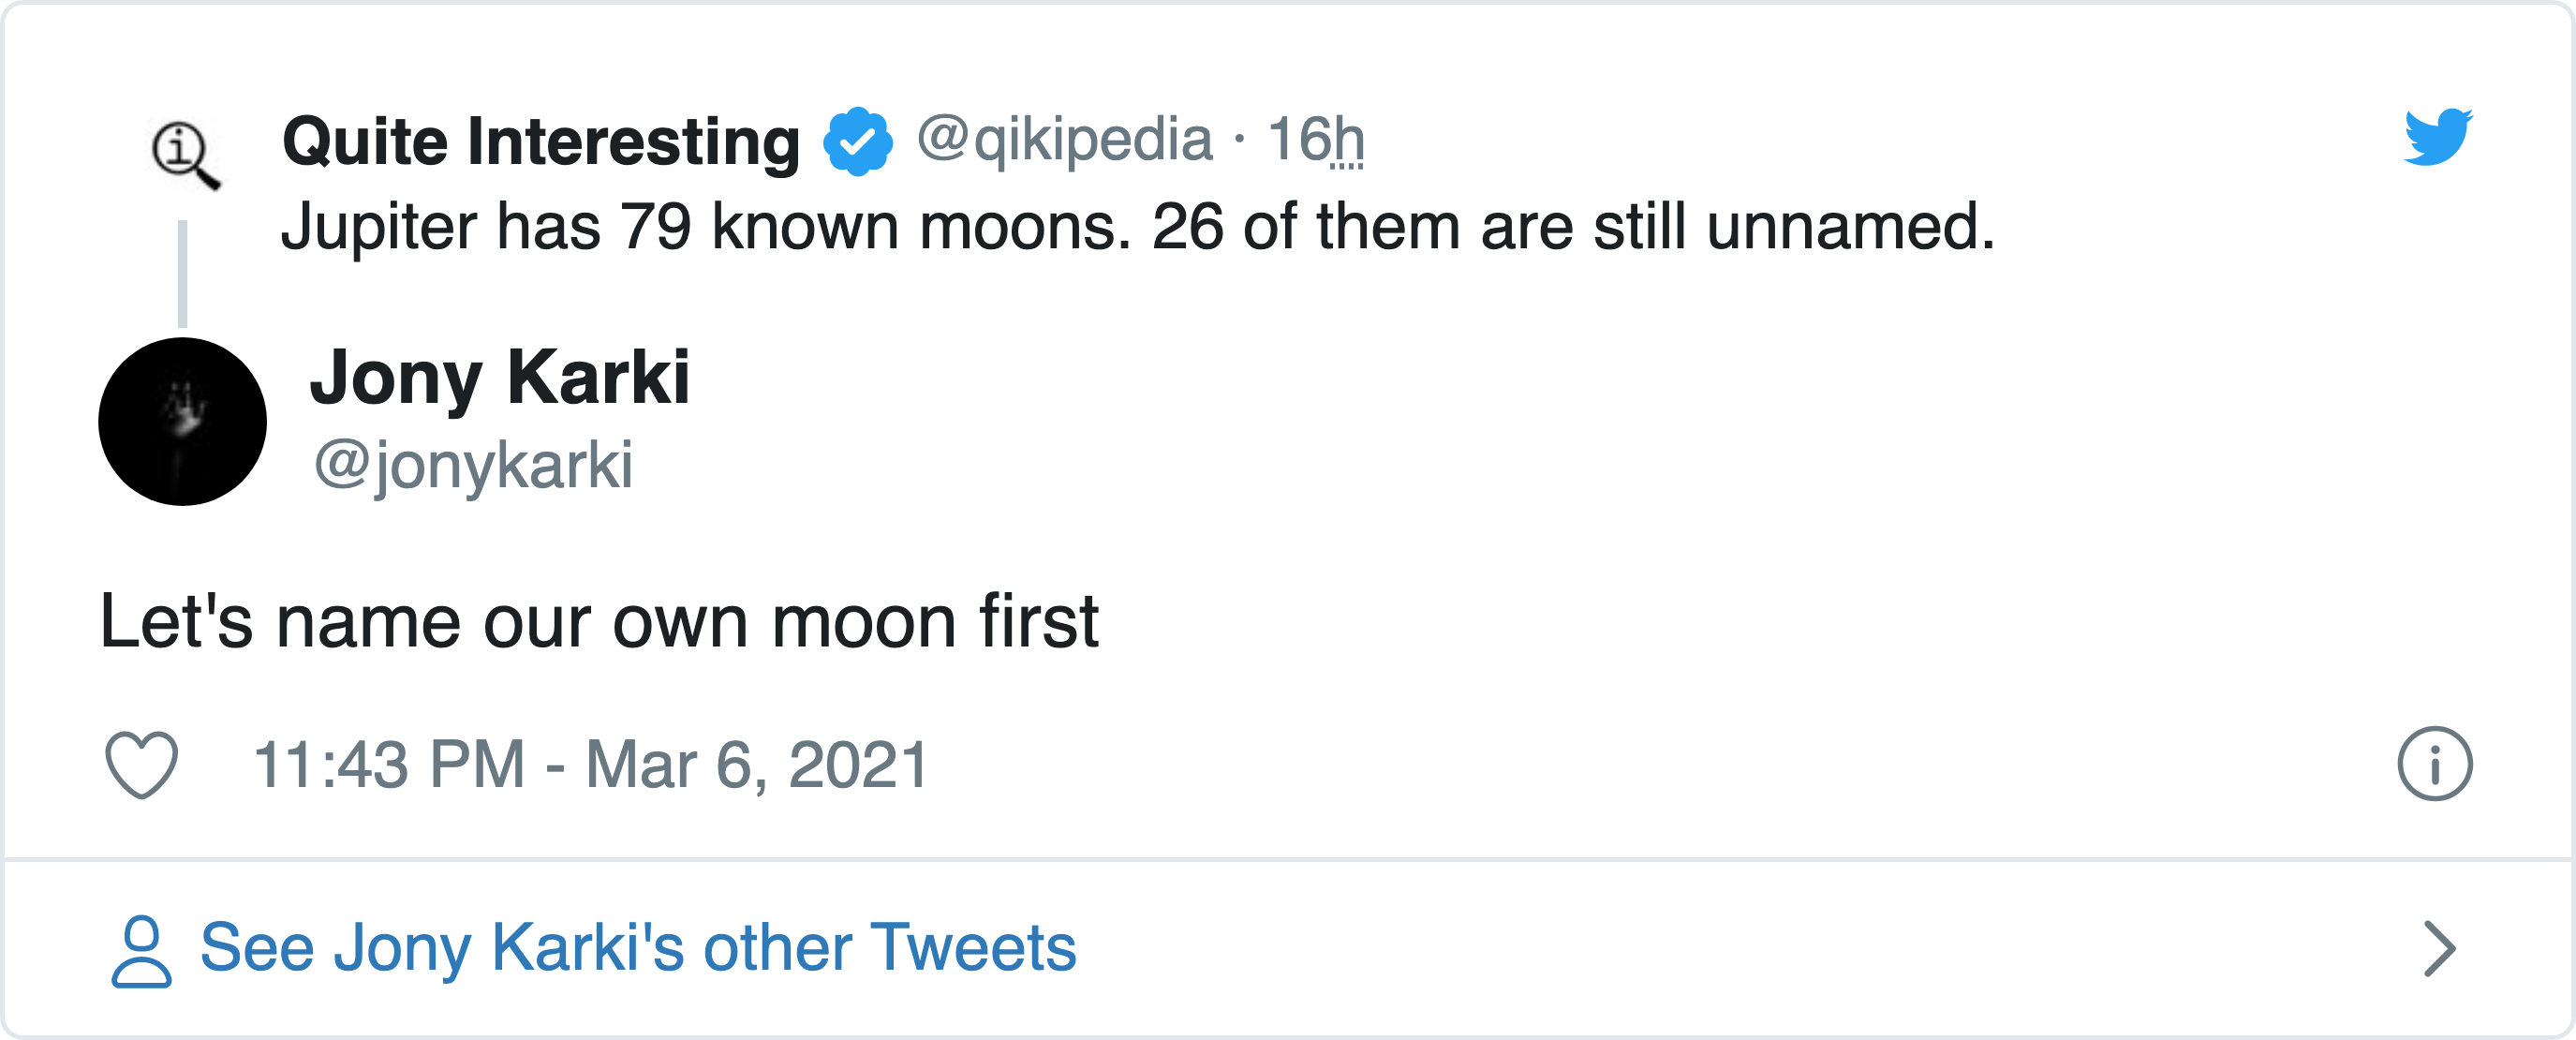 Quite Interesting @qikipedia · 16h
Jupiter has 79 known moons. 26 of them are still unnamed.
Jony Karki
@jonykarki
Let's name our own moon first
11:43 PM - Mar 6, 2021
See Jony Karki's other Tweets